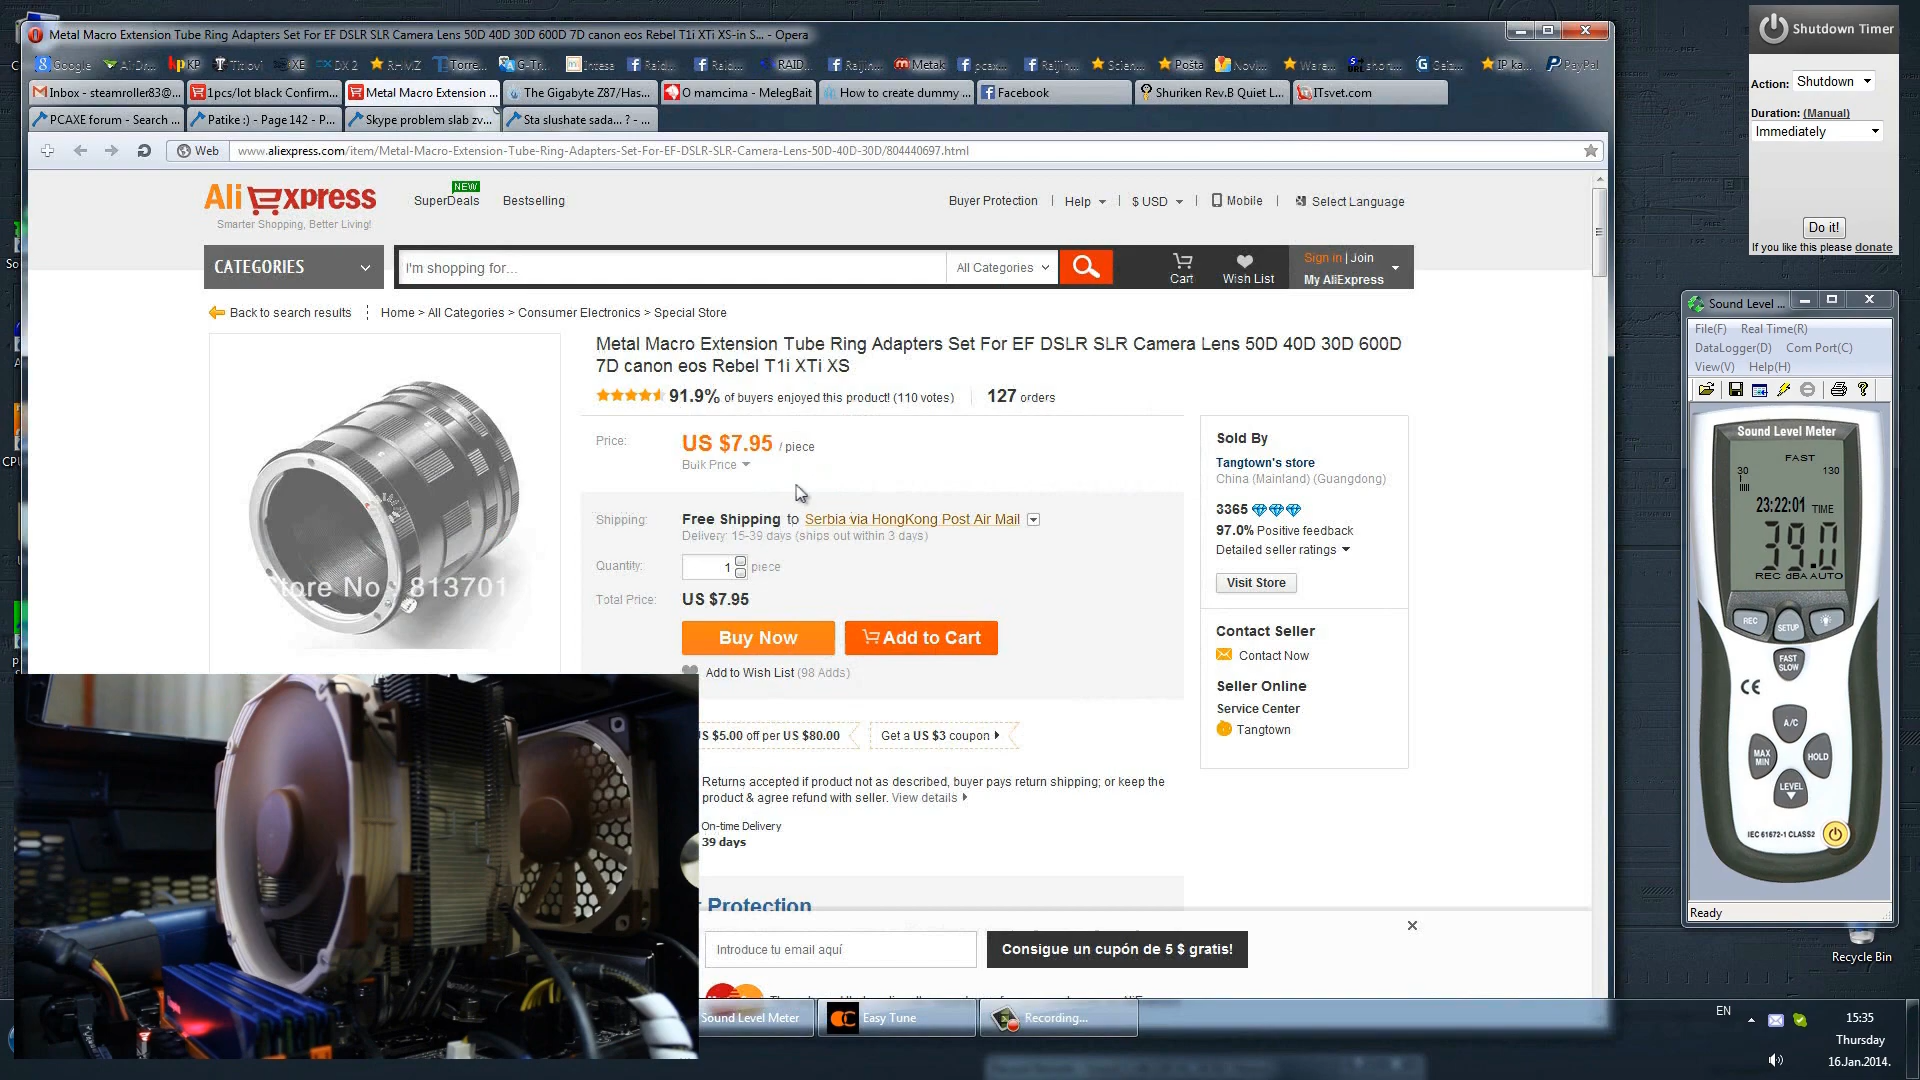 Metal Macro Extension Tube Ring Adapters Set For EF DSLR SLR Camera Lens 50D 40D 30D 600D 7D canon eos Rebel T1i XTi XS-in S... - Opera
Google
KP
DX 2
Torre...
Intesa
RAID...
Metak
Scien...
Pošta
Novi...
Ware...
short...
IP ka...
PayPal
Inbox - steamroller83@...
1pcs/lot black Confirm...
Metal Macro Extension ...
The Gigabyte Z87/Has...
O mamcima - MelegBait
How to create dummy ...
Facebook
Shuriken Rev.B Quiet L...
ITsvet.com
PCAXE forum - Search ...
Patike :) - Page 142 - P...
Skype problem slab zv...
Sta slushate sada... ? - ...
Web
www.aliexpress.com/item/Metal-Macro-Extension-Tube-Ring-Adapters-Set-For-EF-DSLR-SLR-Camera-Lens-50D-40D-30D/804440697.html
AliExpress
Smarter Shopping, Better Living!
NEW
SuperDeals
Bestselling
Buyer Protection
Help
$ USD
Mobile
Select Language
CATEGORIES
I'm shopping for...
All Categories
Cart
Wish List
Sign in | Join
My AliExpress
Back to search results
Home > All Categories > Consumer Electronics > Special Store
Metal Macro Extension Tube Ring Adapters Set For EF DSLR SLR Camera Lens 50D 40D 30D 600D
7D canon eos Rebel T1i XTi XS
91.9% of buyers enjoyed this product! (110 votes)
127 orders
Price:
US $7.95 / piece
Bulk Price
Shipping:
Free Shipping to Serbia via HongKong Post Air Mail
Delivery: 15-39 days (ships out within 3 days)
Quantity:
1
piece
Total Price:
US $7.95
Buy Now
Add to Cart
Add to Wish List (98 Adds)
Store No : 813701
Sold By
Tangtown's store
China (Mainland) (Guangdong)
3365
97.0% Positive feedback
Detailed seller ratings
Visit Store
Contact Seller
Contact Now
Seller Online
Service Center
Tangtown
US $5.00 off per US $80.00
Get a US $3 coupon
Returns accepted if product not as described, buyer pays return shipping; or keep the
product & agree refund with seller. View details
On-time Delivery
39 days
Protection
Introduce tu email aquí
Consigue un cupón de 5 $ gratis!
Sound Level Meter
Easy Tune
Recording...
Shutdown Timer
Action:
Shutdown
Duration: (Manual)
Immediately
Do it!
If you like this please donate
Sound Level ...
File(F)
Real Time(R)
DataLogger(D)
Com Port(C)
View(V)
Help(H)
Sound Level Meter
FAST
30
130
23:22:01 TIME
39.0
REC dBA AUTO
REC
SETUP
FAST
SLOW
CE
A/C
MAX
MIN
HOLD
LEVEL
IEC 61672-1 CLASS2
Ready
Recycle Bin
EN
15:35
Thursday
16.Jan.2014.